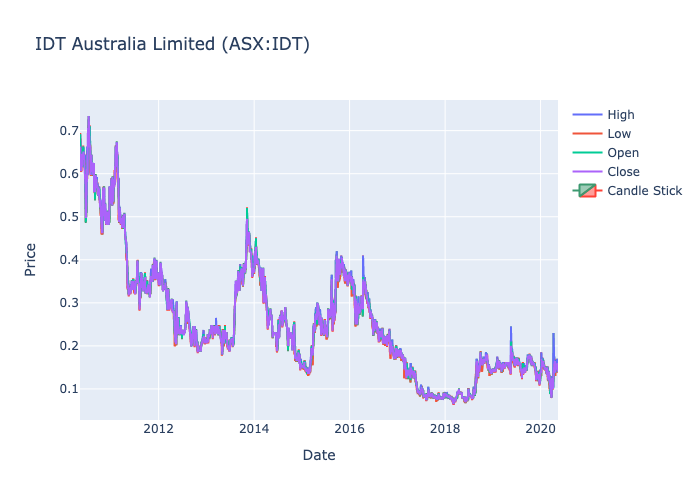 IDT Australia Limited (ASX:IDT)
High
Low
Open
Close
Candle Stick
Price
0.7
0.6
0.5
0.4
0.3
0.2
0.1
2012
2014
2016
2018
2020
Date